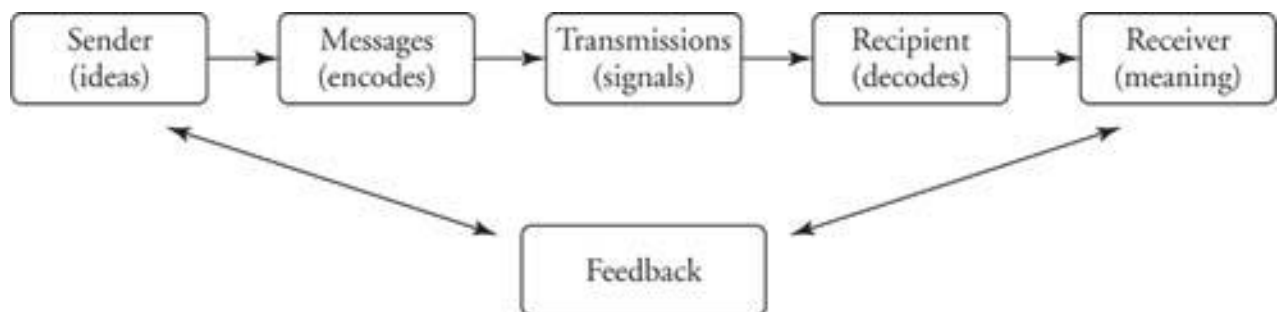 Sender
(ideas)
Messages
(encodes)
Transmissions
(signals)
Recipient
(decodes)
Receiver
(meaning)
Feedback